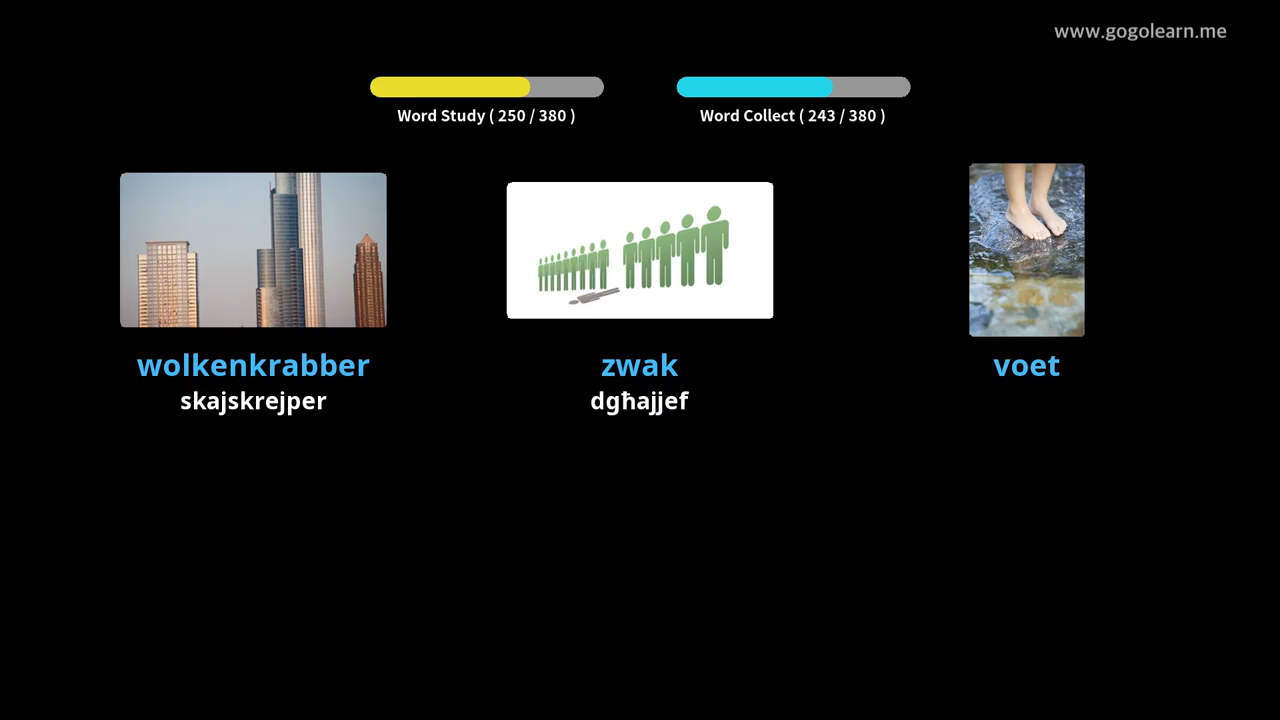 www.gogolearn.me
Word Study ( 250 / 380 )
Word Collect ( 243 / 380 )
wolkenkrabber
skajskrejper
zwak
dgħajjef
voet